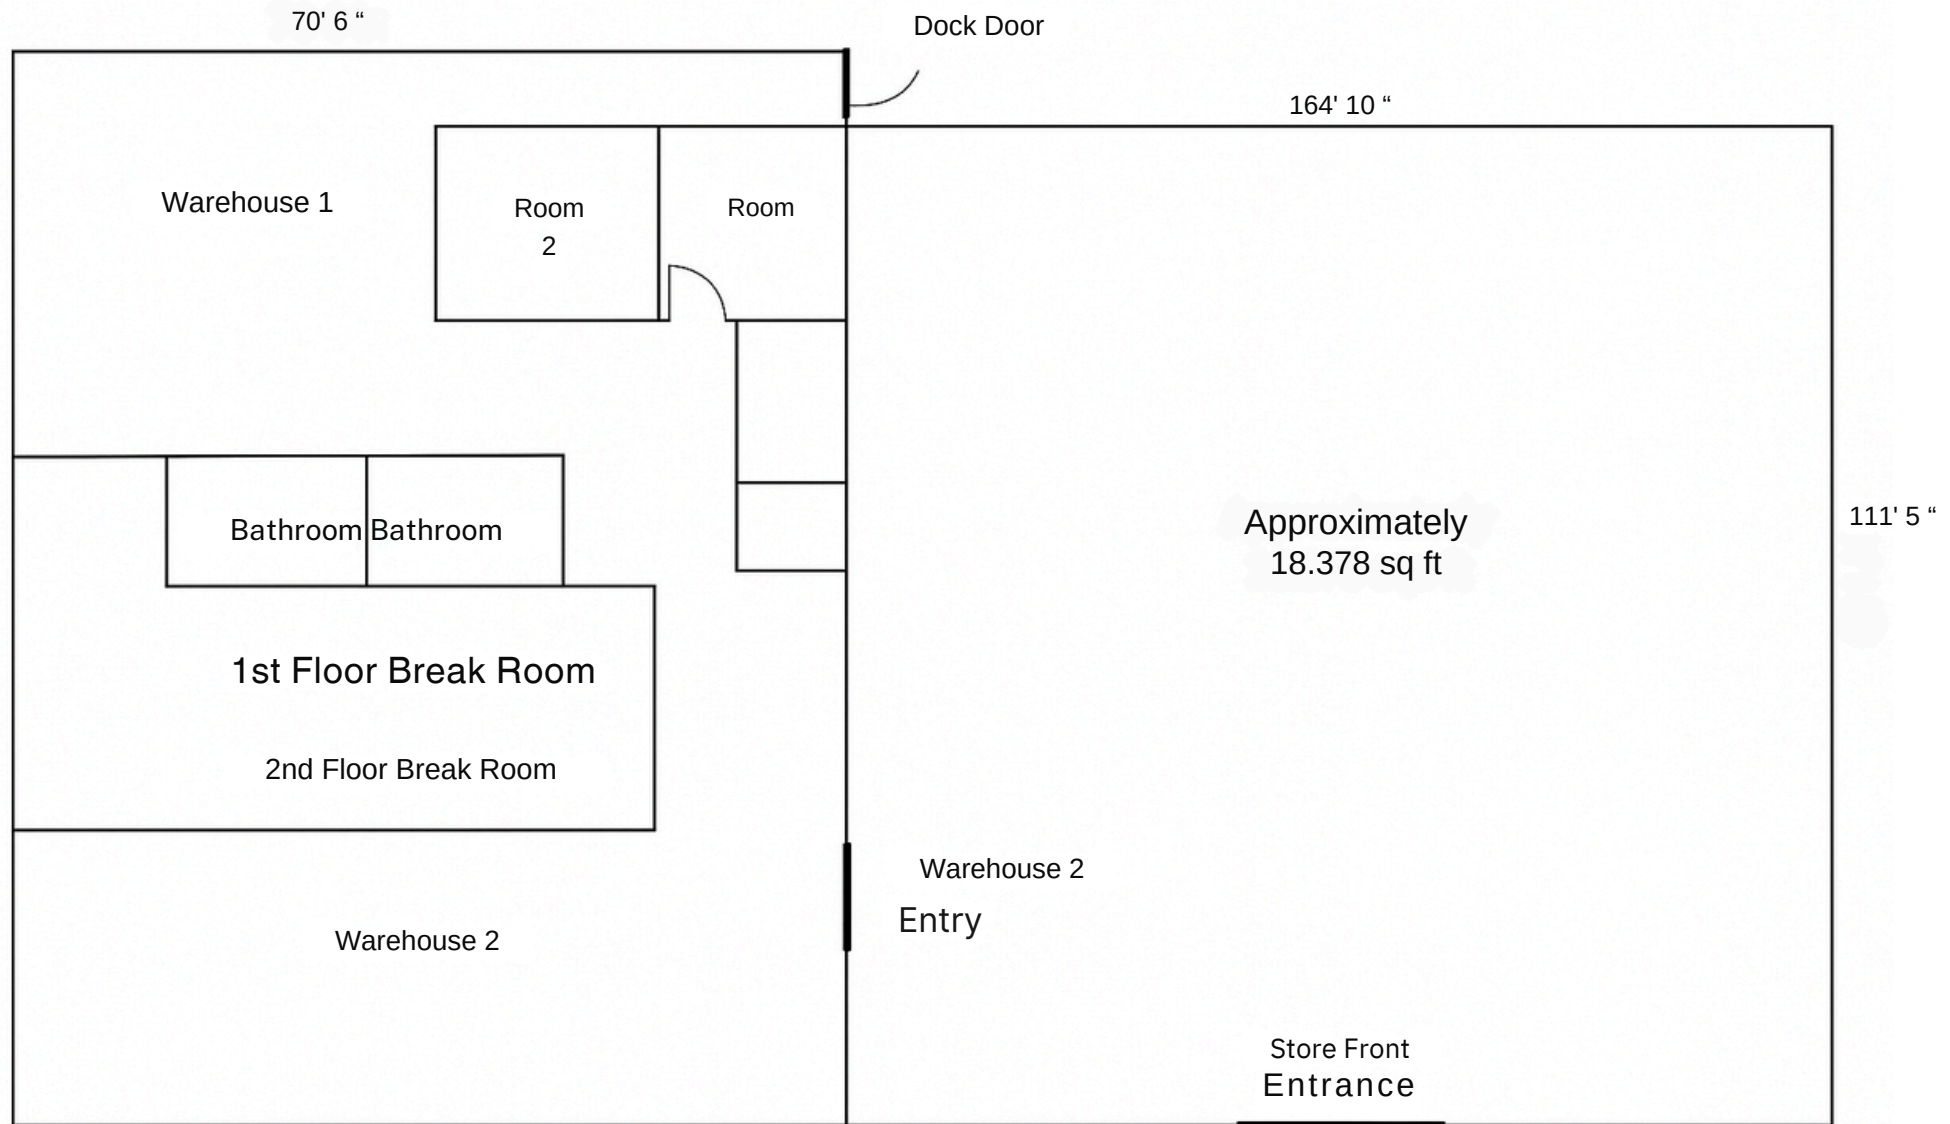 70' 6 “
Dock Door
164' 10 “
Warehouse 1
Room
2
Room
111' 5 “
Approximately
18.378 sq ft
Bathroom
Bathroom
1st Floor Break Room
2nd Floor Break Room
Warehouse 2
Entry
Warehouse 2
Store Front
Entrance